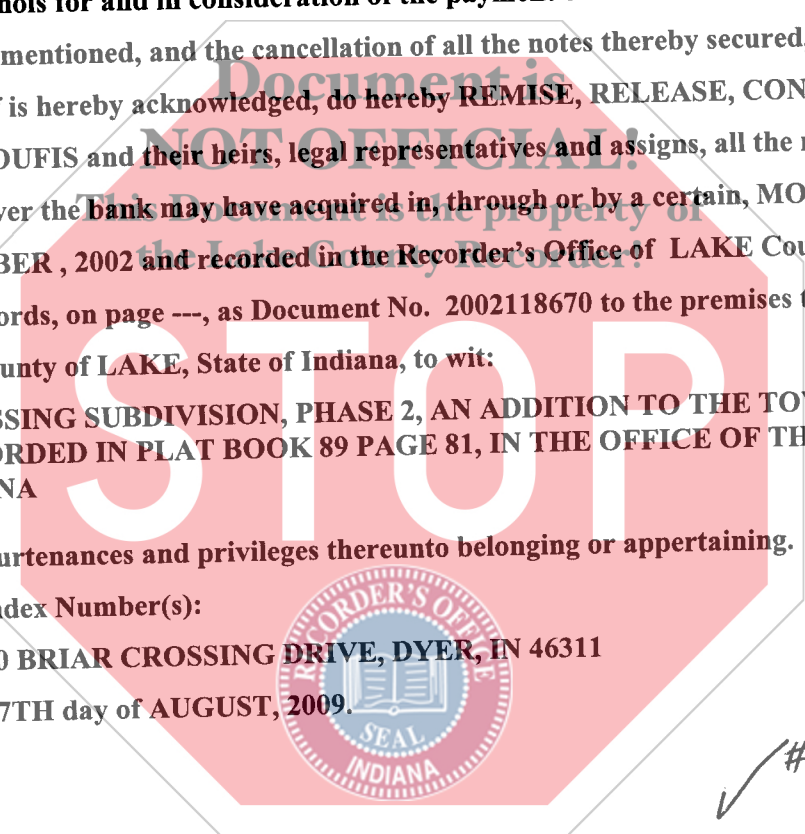 nois for and in consideration of the payment
mentioned, and the cancellation of all the notes thereby secured,
is hereby acknowledged, do hereby REMISE, RELEASE, CON
OUFIS and their heirs, legal representatives and assigns, all the
ver the bank may have acquired in, through or by a certain, MO
BER , 2002 and recorded in the Recorder's Office of LAKE Cou
ords, on page ---, as Document No. 2002118670 to the premises
unty of LAKE, State of Indiana, to wit:
SSING SUBDIVISION, PHASE 2, AN ADDITION TO THE TOW
ORDED IN PLAT BOOK 89 PAGE 81, IN THE OFFICE OF TH
NA
urtenances and privileges thereunto belonging or appertaining.
ndex Number(s):
0 BRIAR CROSSING DRIVE, DYER, IN 46311
7TH day of AUGUST, 2009.
Document is
NOT OFFICIAL!
This Document is the property of
the Lake County Recorder!
STOP
RECORDER'S OFFICE
SEAL
INDIANA
#